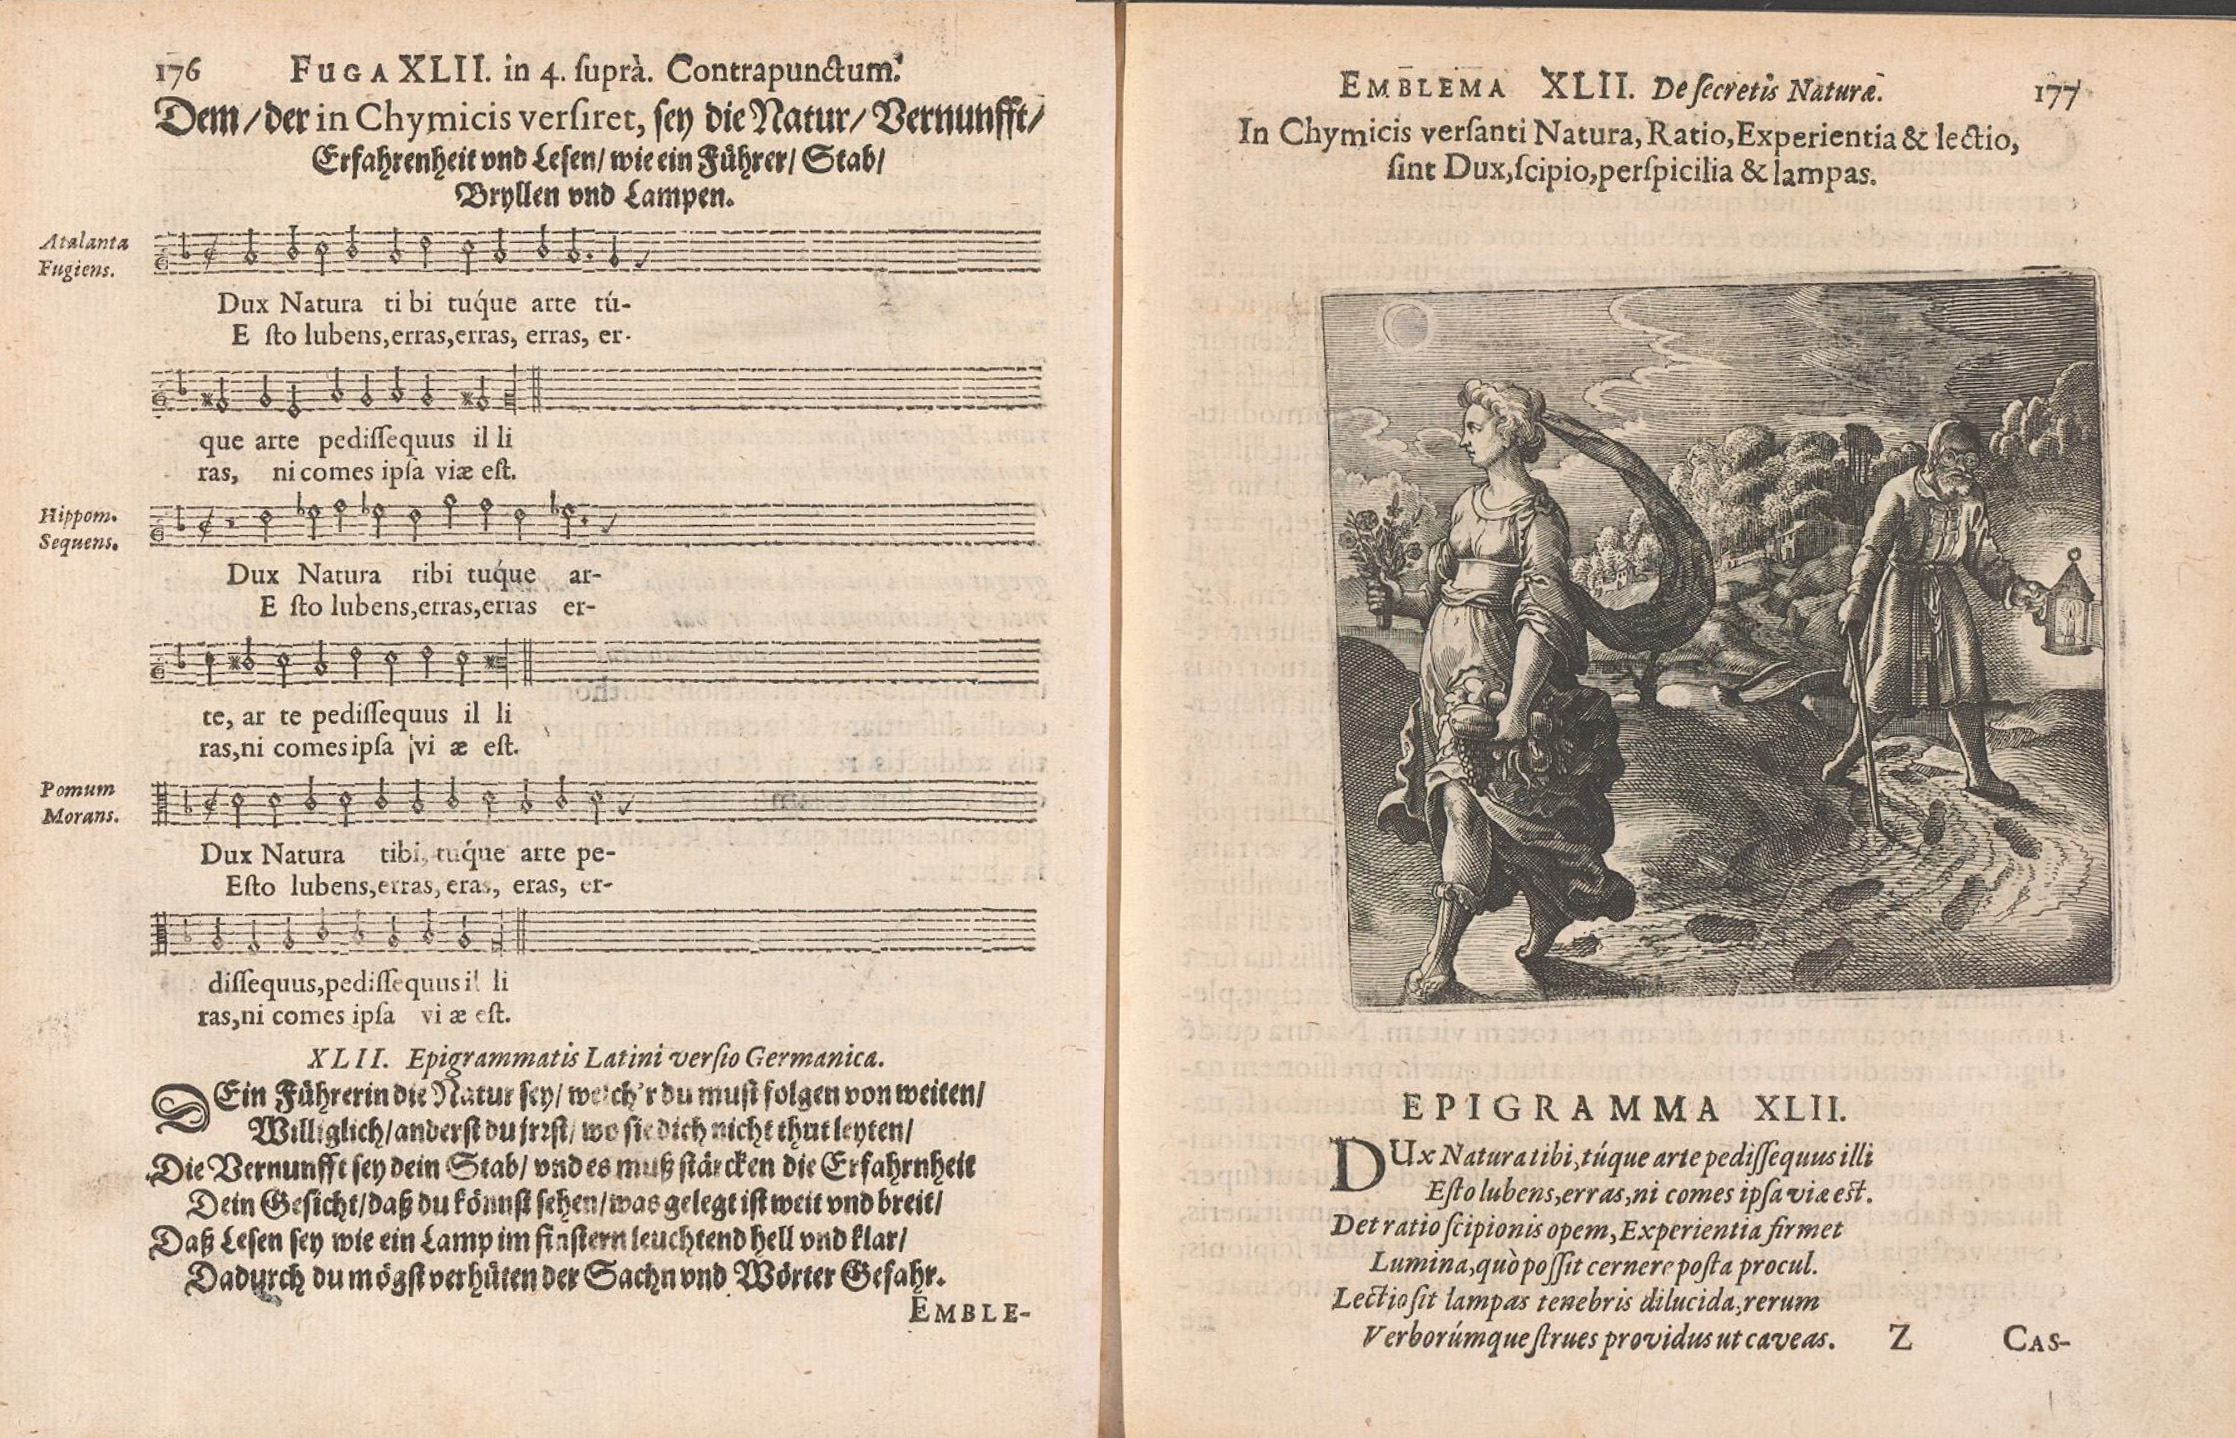 176 FUGA XLII. in 4. ſuprà. Contrapunctum.
Dem/der in Chymicis verſiret, ſey die Natur/ Vernunfft/
Erfahrenheit vnd Leſen/ wie ein Führer/ Stab/
Bryllen vnd Lampen.
Atalanta
Fugiens.
Dux Natura ti bi tuq́ue arte tú-
E ſto lubens,erras,erras, erras, er-
que arte pediſſequus il li
ras, ni comes ipſa viæ eſt.
Hippom.
Sequens.
Dux Natura ribi tuq́ue ar-
E ſto lubens,erras,erras er-
te, ar te pediſſequus il li
ras,ni comes ipſa vi æ eſt.
Pomum
Morans.
Dux Natura tibi, tuq́ue arte pe-
Eſto lubens,erras, eras, eras, er-
diſſequus,pediſſequus il li
ras,ni comes ipſa vi æ eſt.
XLII. Epigrammatis Latini verſio Germanica.
DEin Führerin die Natur ſey/ welch'r du muſt folgen von weiten/
Williglich/anderſt du jrꝛſt/ wo ſie dich nicht thut leyten/
Die Vernunfft ſey dein Stab/ vnd es muß ſtärcken die Erfahrnheit
Dein Geſicht/daß du könnſt ſehen/was gelegt iſt weit vnd breit/
Daß Leſen ſey wie ein Lamp im finſtern leuchtend hell vnd klar/
Dadurch du mögſt verhüten der Sachn vnd Wörter Gefahr.
EMBLE-
EMBLEMA XLII. De ſecretis Naturæ. 177
In Chymicis verſanti Natura, Ratio, Experientia & lectio,
ſint Dux,ſcipio,perſpicilia & lampas.
EPIGRAMMA XLII.
DUx Natura tibi,túque arte pediſſequus illi
Eſto lubens,erras,ni comes ipſa viæ eſt.
Det ratio ſcipionis opem, Experientia firmet
Lumina,quò poſſit cernere poſta procul.
Lectio ſit lampas tenebris dilucida,rerum
Verborúmque ſtrues providus ut caveas. Z CAS-